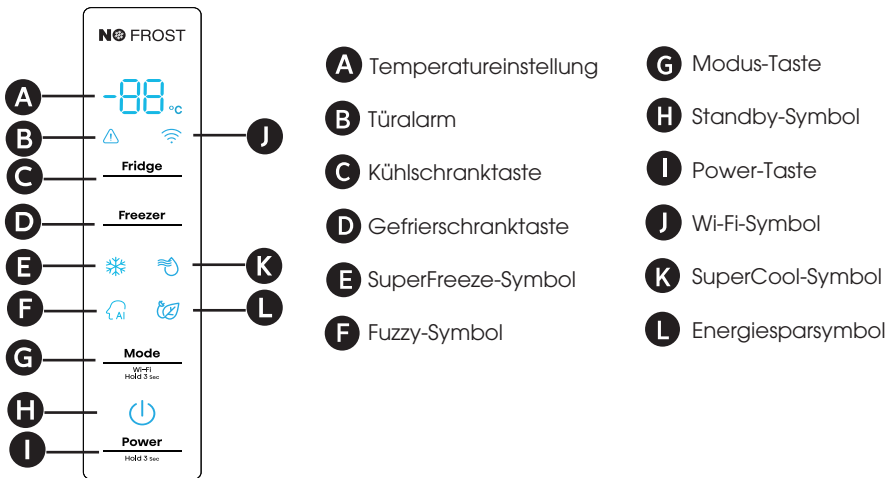 NO FROST
-88 °C
Fridge
Freezer
AI
Mode
Wi-Fi
Hold 3 Sec
Power
Hold 3 Sec
A
B
C
D
E
F
G
H
I
J
K
L
A Temperatureinstellung
B Türalarm
C Kühlschranktaste
D Gefrierschranktaste
E SuperFreeze-Symbol
F Fuzzy-Symbol
G Modus-Taste
H Standby-Symbol
I Power-Taste
J Wi-Fi-Symbol
K SuperCool-Symbol
L Energiesparsymbol